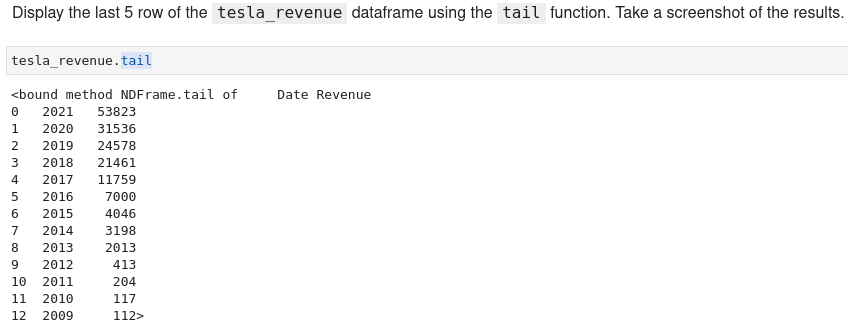 Display the last 5 row of the tesla_revenue dataframe using the tail function. Take a screenshot of the results.
tesla_revenue.tail
<bound method NDFrame.tail of     Date Revenue
0   2021   53823
1   2020   31536
2   2019   24578
3   2018   21461
4   2017   11759
5   2016    7000
6   2015    4046
7   2014    3198
8   2013    2013
9   2012     413
10  2011     204
11  2010     117
12  2009     112>